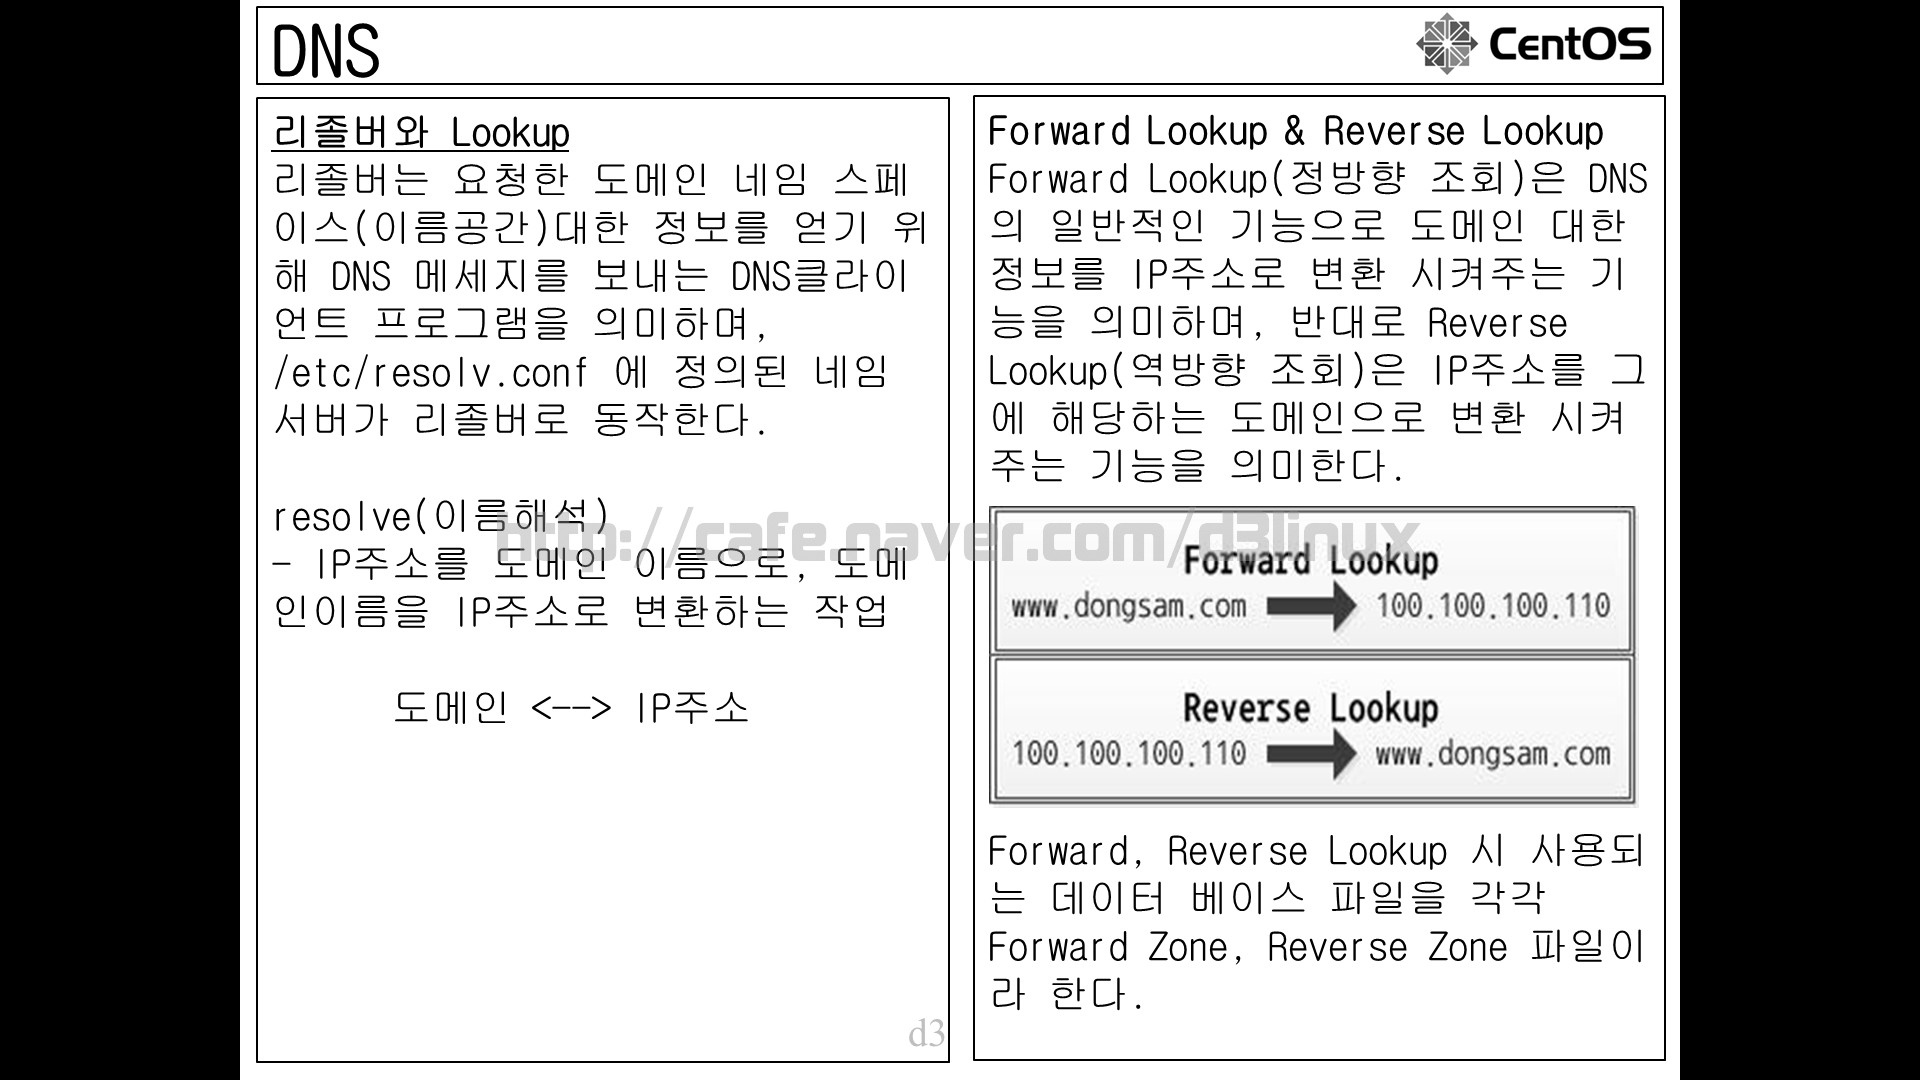 DNS
CentOS
리졸버와 Lookup
리졸버는 요청한 도메인 네임 스페
이스(이름공간)대한 정보를 얻기 위
해 DNS 메세지를 보내는 DNS클라이
언트 프로그램을 의미하며,
/etc/resolv.conf 에 정의된 네임
서버가 리졸버로 동작한다.
resolve(이름해석)
- IP주소를 도메인 이름으로, 도메
인이름을 IP주소로 변환하는 작업
도메인 <--> IP주소
d3
Forward Lookup & Reverse Lookup
Forward Lookup(정방향 조회)은 DNS
의 일반적인 기능으로 도메인 대한
정보를 IP주소로 변환 시켜주는 기
능을 의미하며, 반대로 Reverse
Lookup(역방향 조회)은 IP주소를 그
에 해당하는 도메인으로 변환 시켜
주는 기능을 의미한다.
http://cafe.naver.com/d3linux
Forward Lookup
www.dongsam.com 100.100.100.110
Reverse Lookup
100.100.100.110 www.dongsam.com
Forward, Reverse Lookup 시 사용되
는 데이터 베이스 파일을 각각
Forward Zone, Reverse Zone 파일이
라 한다.